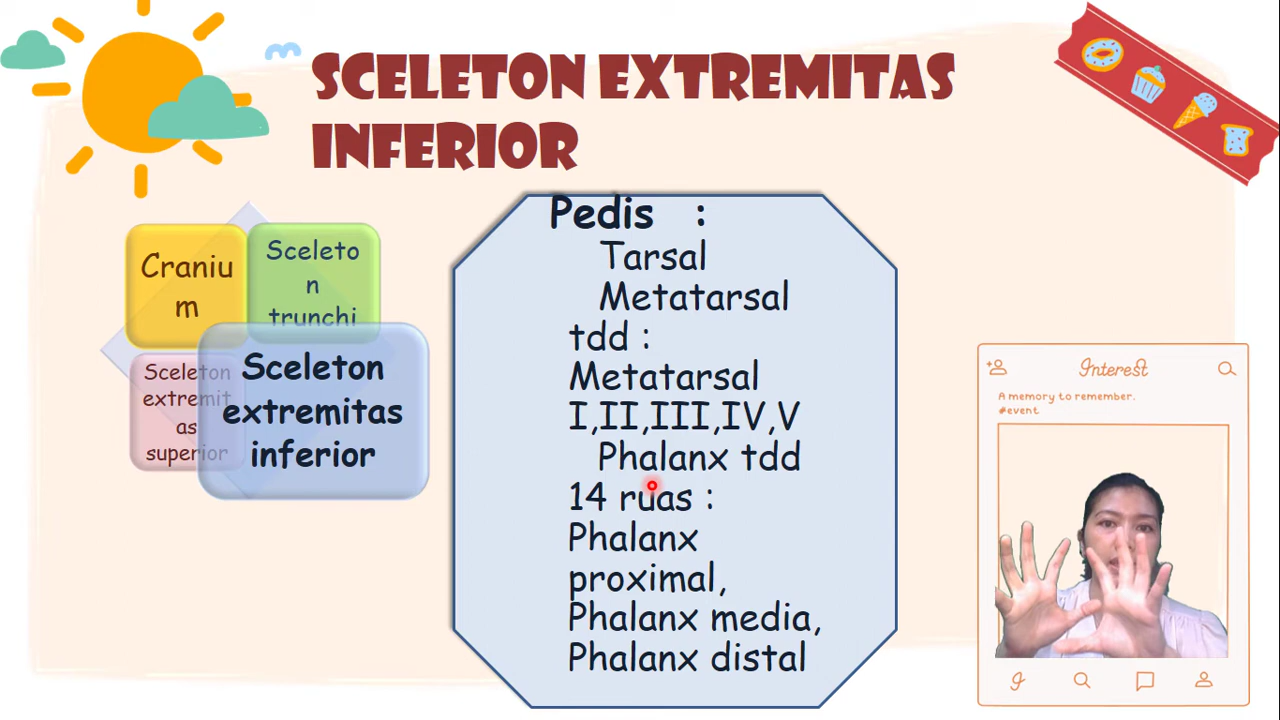 SCELETON EXTREMITAS
INFERIOR
Craniu
m
Sceleto
n
trunchi
Sceleton
extremit
as
superior
Sceleton
extremitas
inferior
Pedis :
Tarsal
Metatarsal
tdd :
Metatarsal
I,II,III,IV,V
Phalanx tdd
14 ruas :
Phalanx
proximal,
Phalanx media,
Phalanx distal
Interest
A memory to remember.
#event